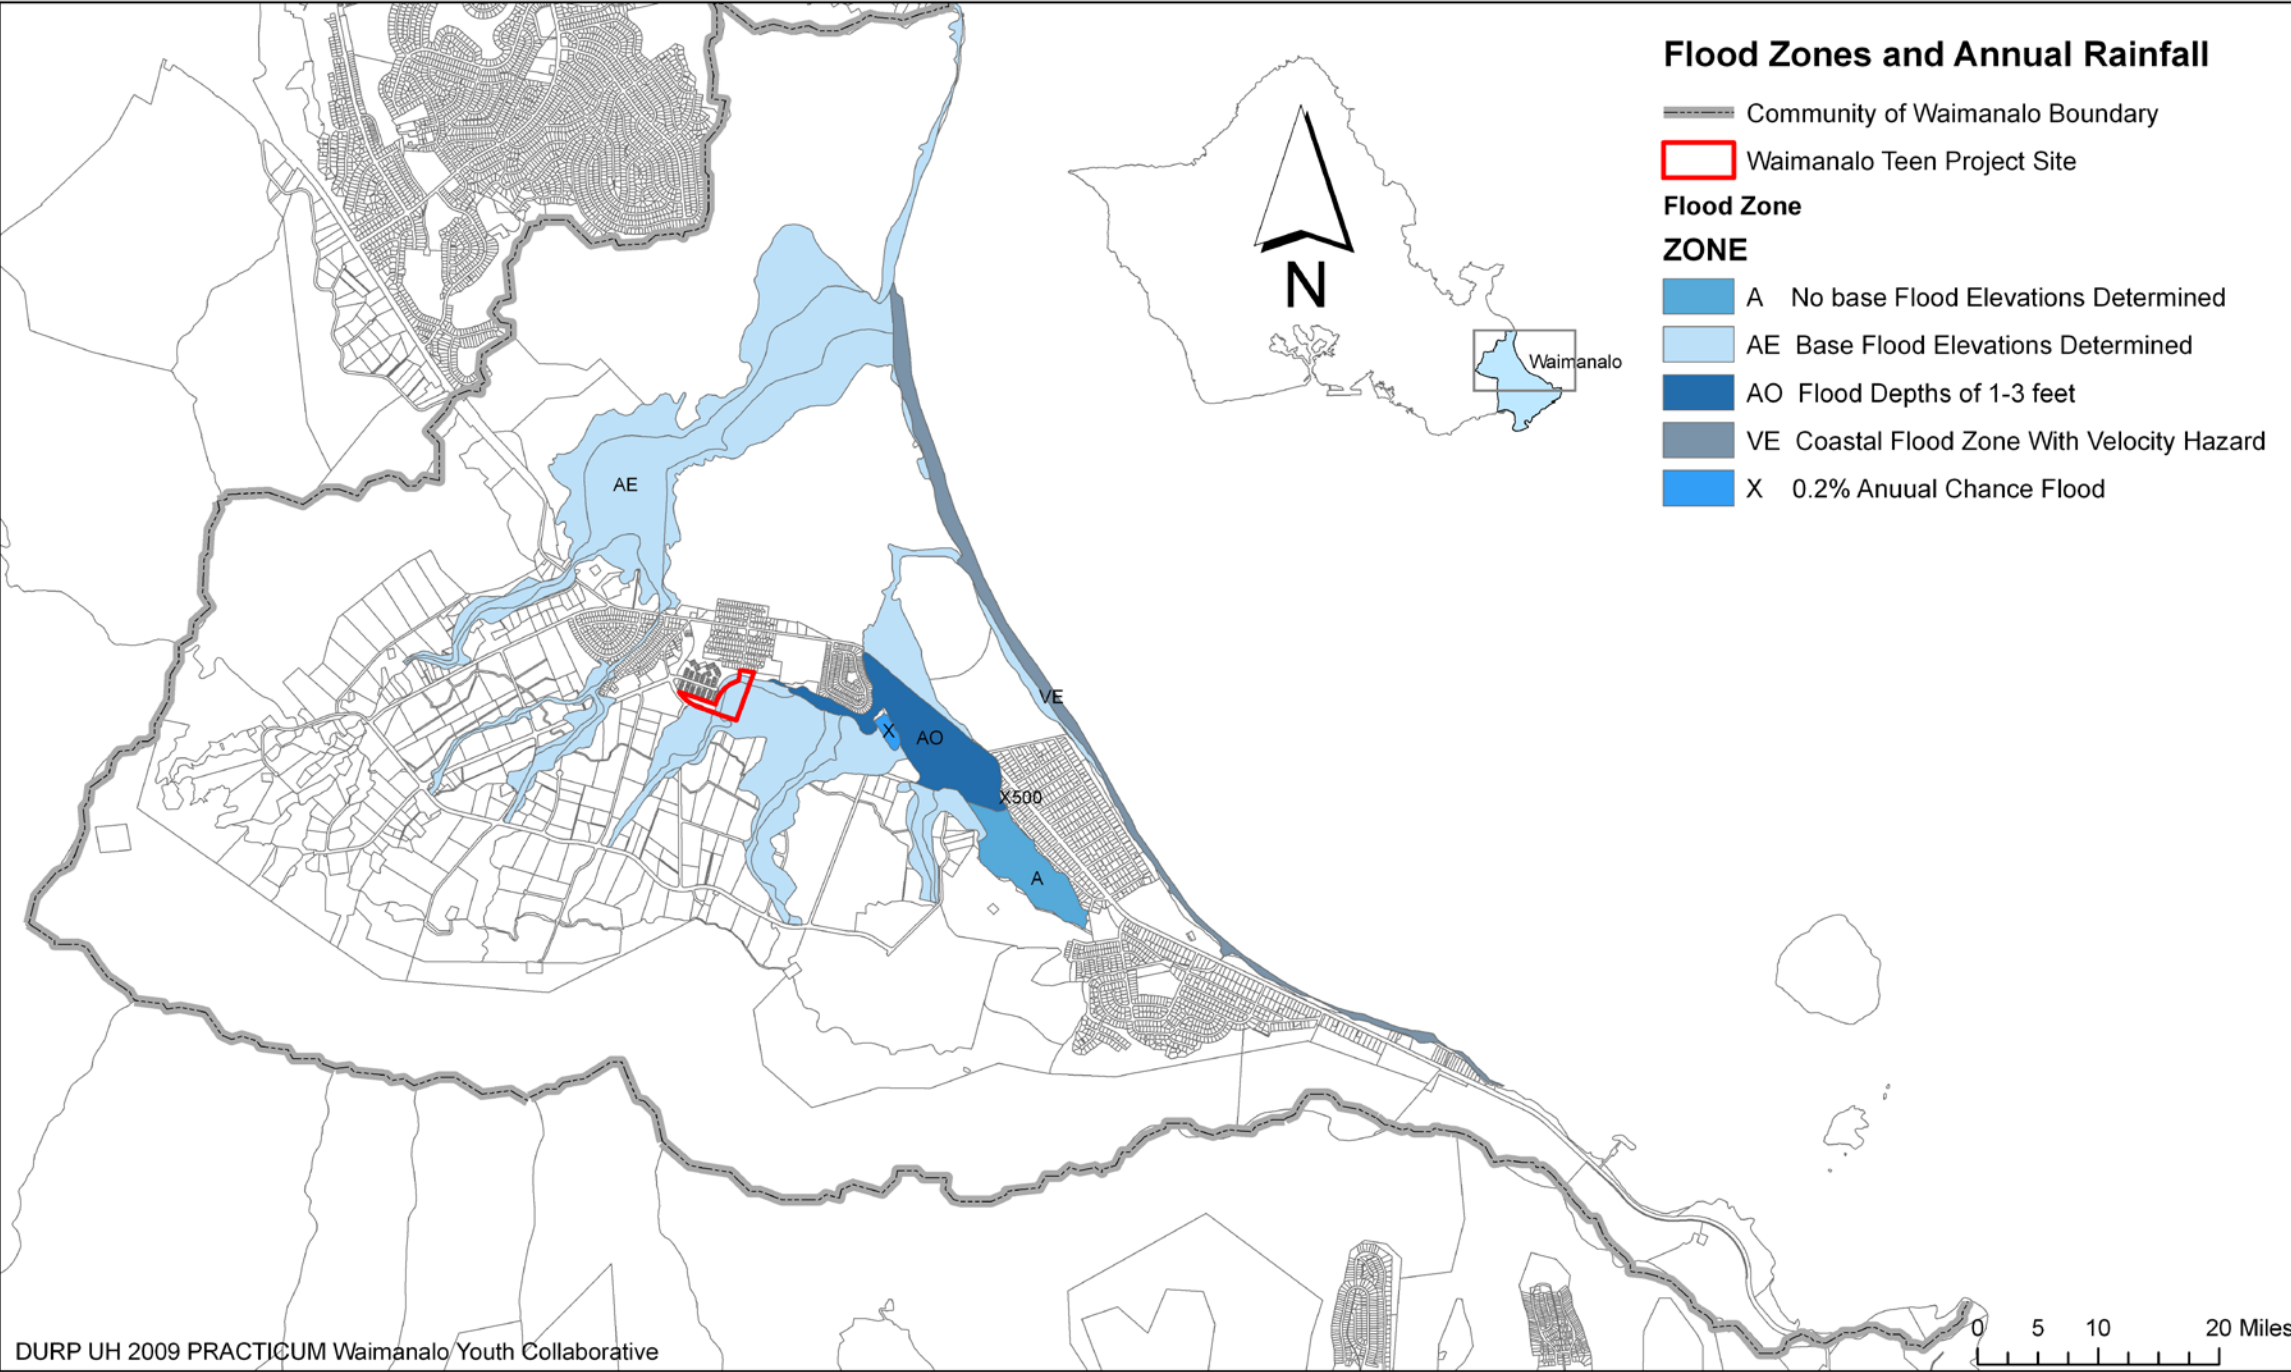 Flood Zones and Annual Rainfall
Community of Waimanalo Boundary
Waimanalo Teen Project Site
Flood Zone
ZONE
A No base Flood Elevations Determined
AE Base Flood Elevations Determined
AO Flood Depths of 1-3 feet
VE Coastal Flood Zone With Velocity Hazard
X 0.2% Anuual Chance Flood
N
Waimanalo
AE
VE
X
AO
X500
A
0 5 10 20 Miles
DURP UH 2009 PRACTICUM Waimanalo Youth Collaborative